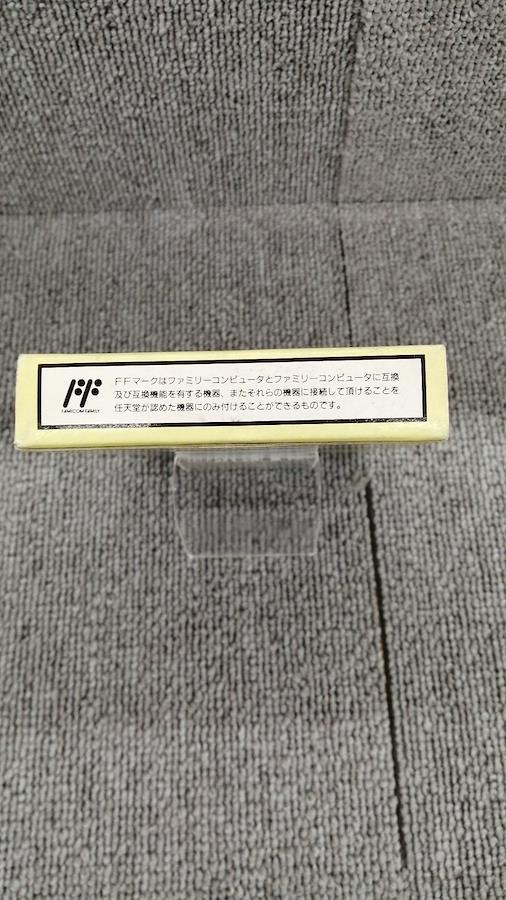 FAMICOM FAMILY
FFマークはファミリーコンピュータとファミリーコンピュータに互換
及び互換機能を有する機器、またそれらの機器に接続して頂けることを
任天堂が認めた機器にのみ付けることができるものです。